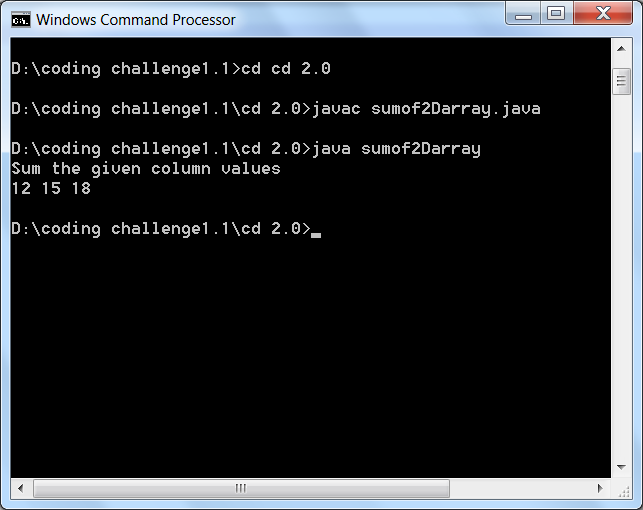 Windows Command Processor
D:\coding challenge1.1>cd cd 2.0
D:\coding challenge1.1\cd 2.0>javac sumof2Darray.java
D:\coding challenge1.1\cd 2.0>java sumof2Darray
Sum the given column values
12 15 18
D:\coding challenge1.1\cd 2.0>_